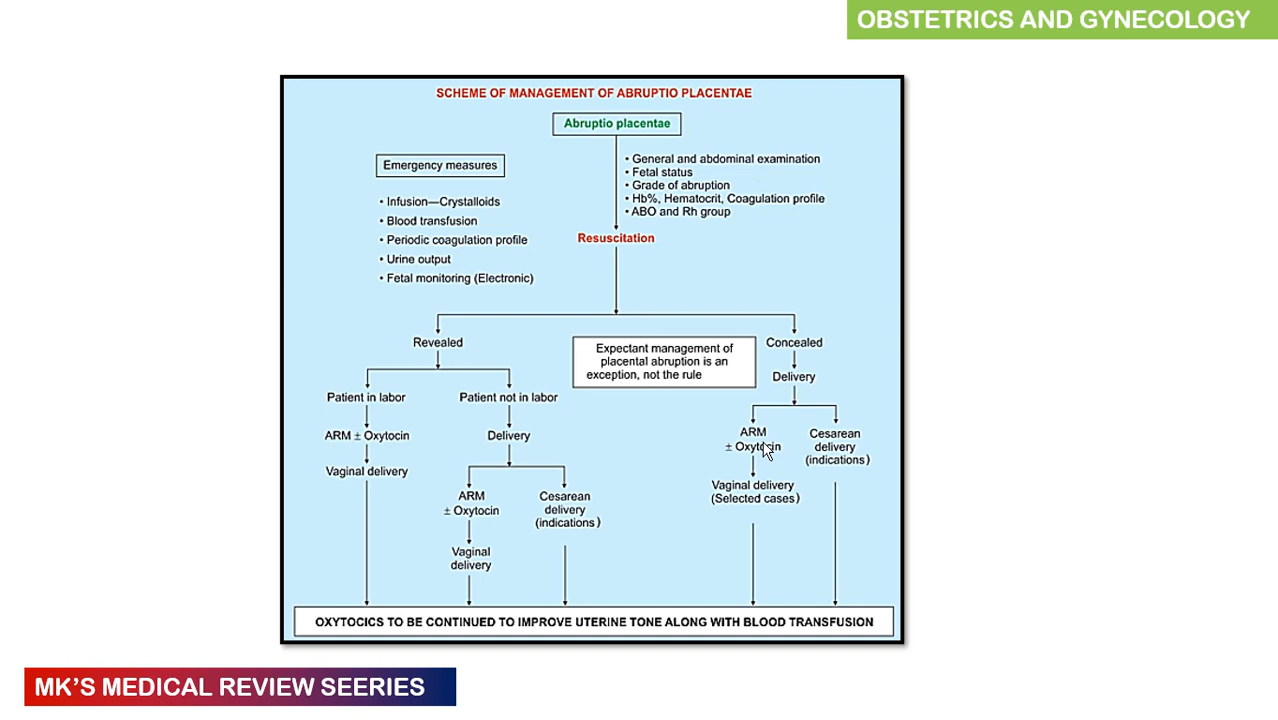 OBSTETRICS AND GYNECOLOGY
SCHEME OF MANAGEMENT OF ABRUPTIO PLACENTAE
Abruptio placentae
Emergency measures
• Infusion—Crystalloids
• Blood transfusion
• Periodic coagulation profile
• Urine output
• Fetal monitoring (Electronic)
• General and abdominal examination
• Fetal status
• Grade of abruption
• Hb%, Hematocrit, Coagulation profile
• ABO and Rh group
Resuscitation
Revealed
Patient in labor
ARM ± Oxytocin
Vaginal delivery
Patient not in labor
Delivery
ARM
± Oxytocin
Vaginal
delivery
Cesarean
delivery
(indications)
Expectant management of
placental abruption is an
exception, not the rule
Concealed
Delivery
ARM
± Oxytocin
Vaginal delivery
(Selected cases)
Cesarean
delivery
(indications)
OXYTOCICS TO BE CONTINUED TO IMPROVE UTERINE TONE ALONG WITH BLOOD TRANSFUSION
MK'S MEDICAL REVIEW SEERIES